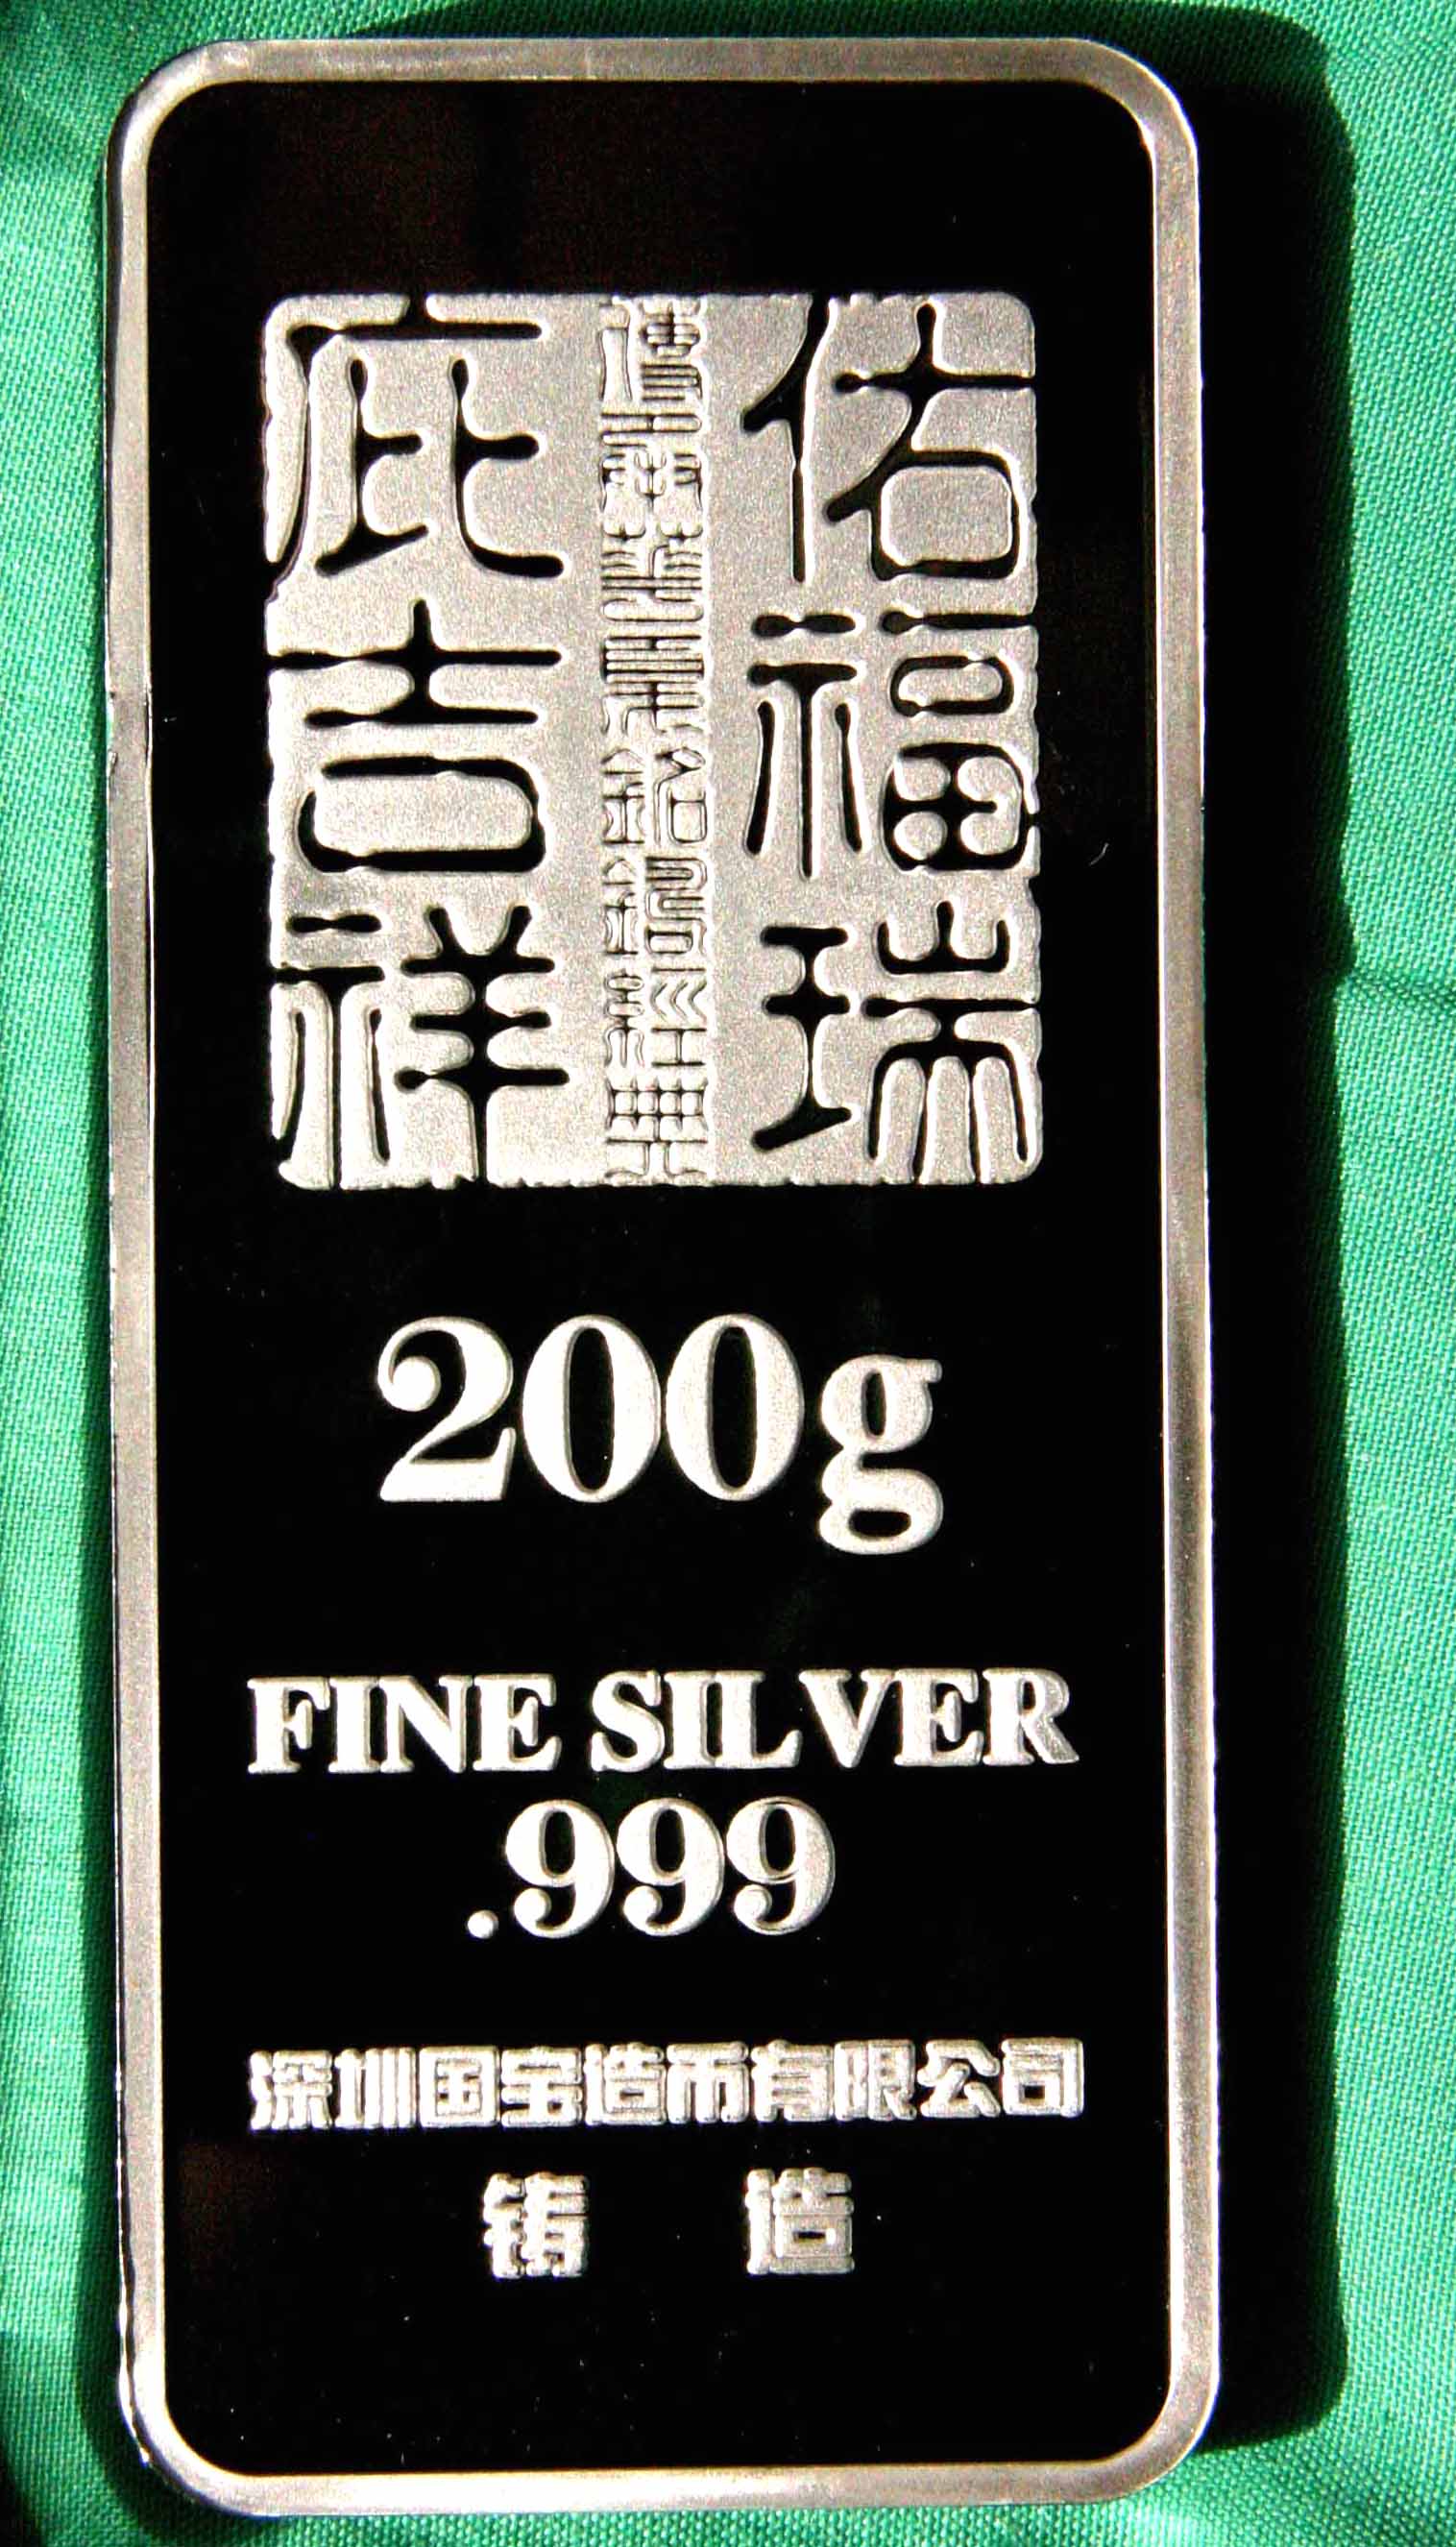 佑福瑞
庇吉祥
200g
FINE SILVER
.999
深圳国宝造币有限公司
铸 造